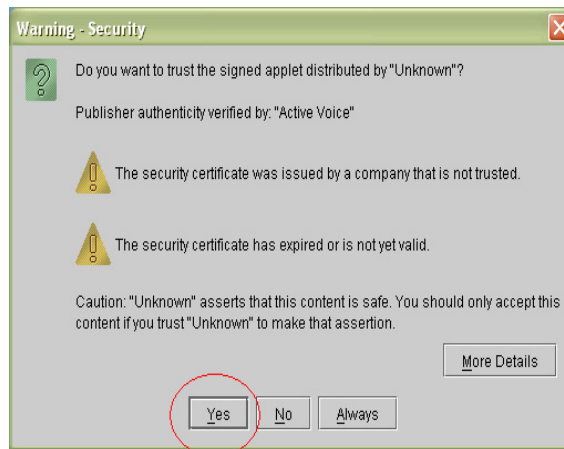 Warning - Security
Do you want to trust the signed applet distributed by "Unknown"?
Publisher authenticity verified by: "Active Voice"
The security certificate was issued by a company that is not trusted.
The security certificate has expired or is not yet valid.
Caution: "Unknown" asserts that this content is safe. You should only accept this
content if you trust "Unknown" to make that assertion.
More Details
Yes No Always